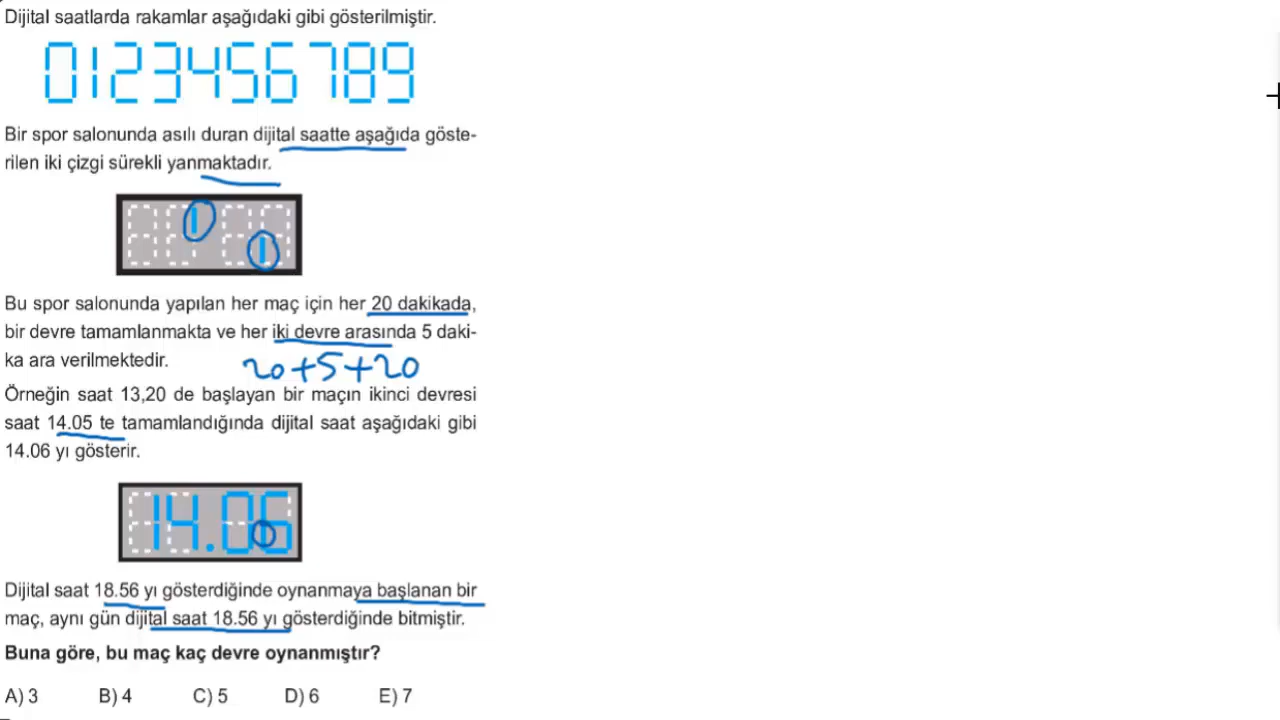 Dijital saatlarda rakamlar aşağıdaki gibi gösterilmiştir.
0123456789
Bir spor salonunda asılı duran dijital saatte aşağıda göste-
rilen iki çizgi sürekli yanmaktadır.
Bu spor salonunda yapılan her maç için her 20 dakikada,
bir devre tamamlanmakta ve her iki devre arasında 5 daki-
ka ara verilmektedir.
20+5+20
Örneğin saat 13,20 de başlayan bir maçın ikinci devresi
saat 14.05 te tamamlandığında dijital saat aşağıdaki gibi
14.06 yı gösterir.
14.06
Dijital saat 18.56 yı gösterdiğinde oynanmaya başlanan bir
maç, aynı gün dijital saat 18.56 yı gösterdiğinde bitmiştir.
Buna göre, bu maç kaç devre oynanmıştır?
A) 3 B) 4 C) 5 D) 6 E) 7